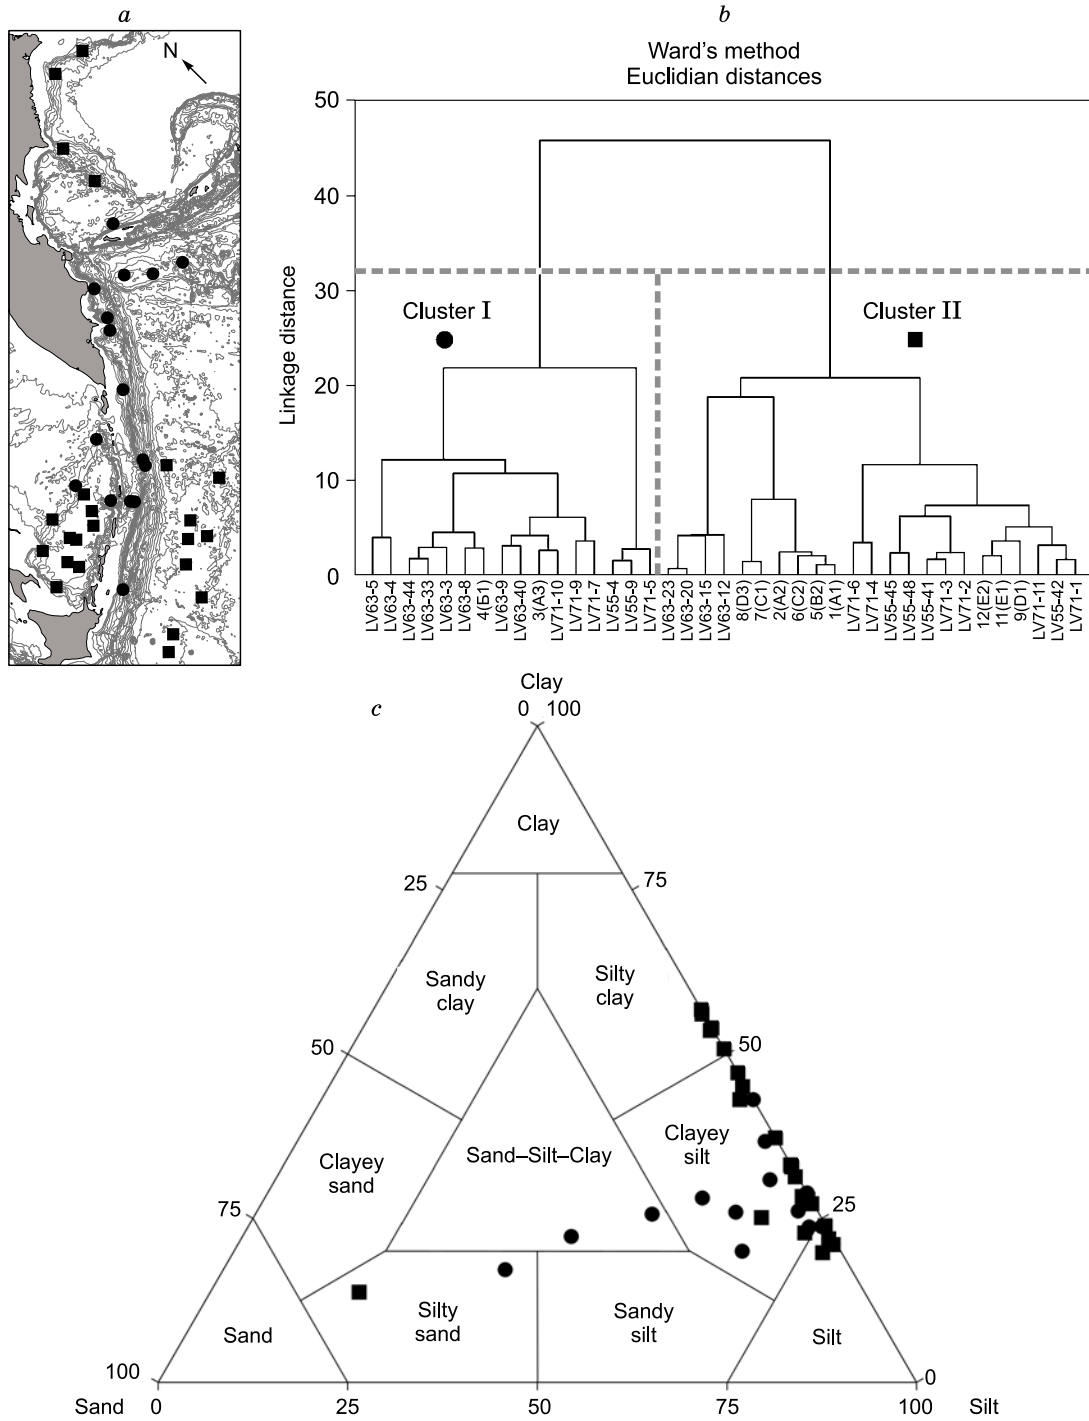 a
N
b
Ward's method
Euclidian distances
50
40
30
20
10
0
Linkage distance
Cluster I
Cluster II
LV63-5
LV63-4
LV63-44
LV63-33
LV63-3
LV63-8
4(Б1)
LV63-9
LV63-40
3(A3)
LV71-10
LV71-9
LV71-7
LV55-4
LV55-9
LV71-5
LV63-23
LV63-20
LV63-15
LV63-12
8(D3)
7(C1)
2(A2)
6(C2)
5(B2)
1(A1)
LV71-6
LV71-4
LV55-45
LV55-48
LV55-41
LV71-3
LV71-2
12(E2)
11(E1)
9(D1)
LV71-11
LV55-42
LV71-1
c
Clay
0 100
Clay
25
75
Sandy
clay
Silty
clay
50
50
Clayey
sand
Sand–Silt–Clay
Clayey
silt
75
25
Sand
Silty
sand
Sandy
silt
Silt
100
0
Sand
0
25
50
75
100
Silt